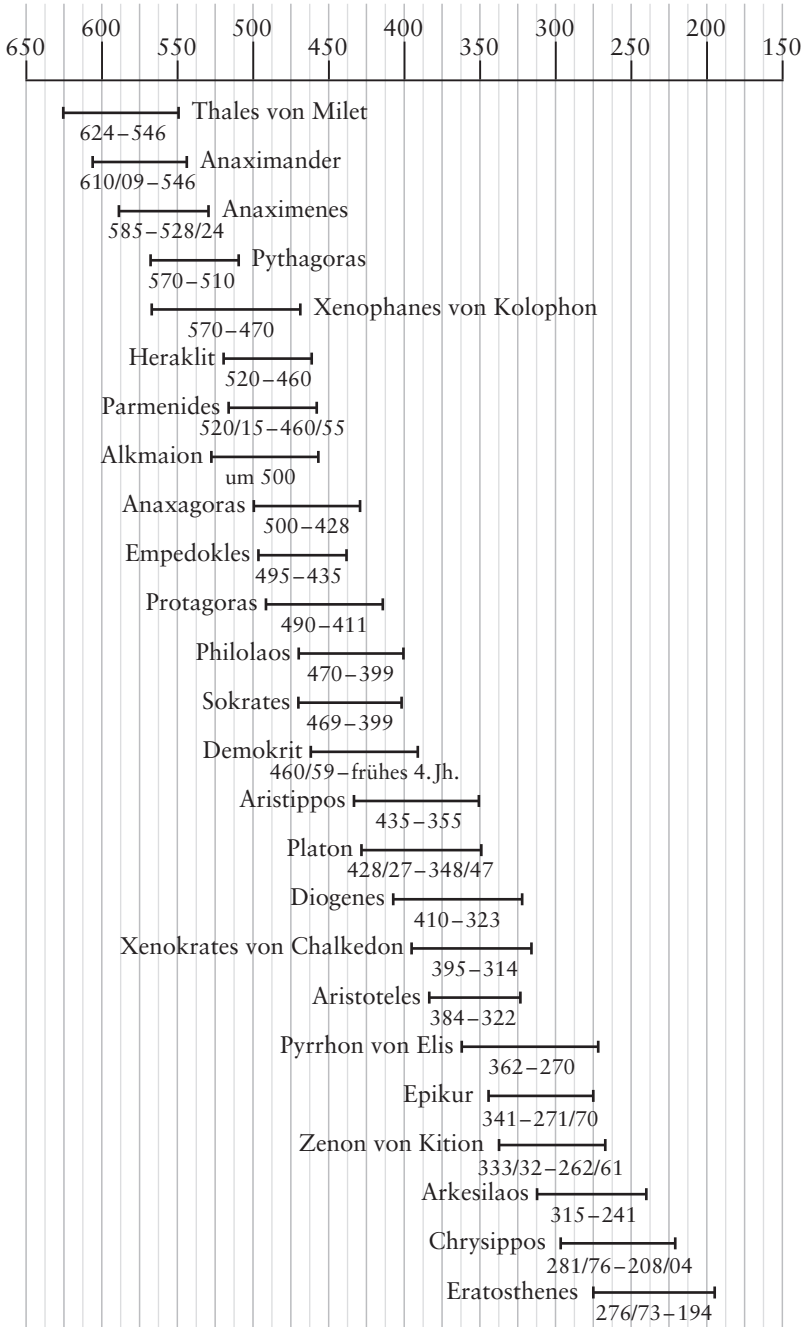 600 500 400 300 200
650 550 450 350 250 150
Thales von Milet
624–546
Anaximander
610/09–546
Anaximenes
585–528/24
Pythagoras
570–510
Xenophanes von Kolophon
570–470
Heraklit
520–460
Parmenides
520/15–460/55
Alkmaion
um 500
Anaxagoras
500–428
Empedokles
495–435
Protagoras
490–411
Philolaos
470–399
Sokrates
469–399
Demokrit
460/59–frühes 4. Jh.
Aristippos
435–355
Platon
428/27–348/47
Diogenes
410–323
Xenokrates von Chalkedon
395–314
Aristoteles
384–322
Pyrrhon von Elis
362–270
Epikur
341–271/70
Zenon von Kition
333/32–262/61
Arkesilaos
315–241
Chrysippos
281/76–208/04
Eratosthenes
276/73–194